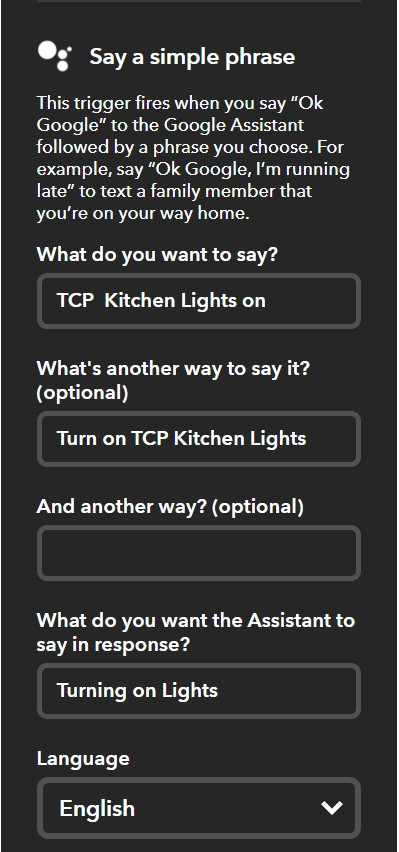 Say a simple phrase
This trigger fires when you say “Ok
Google” to the Google Assistant
followed by a phrase you choose. For
example, say “Ok Google, I’m running
late” to text a family member that
you’re on your way home.
What do you want to say?
TCP  Kitchen Lights on
What's another way to say it?
(optional)
Turn on TCP Kitchen Lights
And another way? (optional)
What do you want the Assistant to
say in response?
Turning on Lights
Language
English